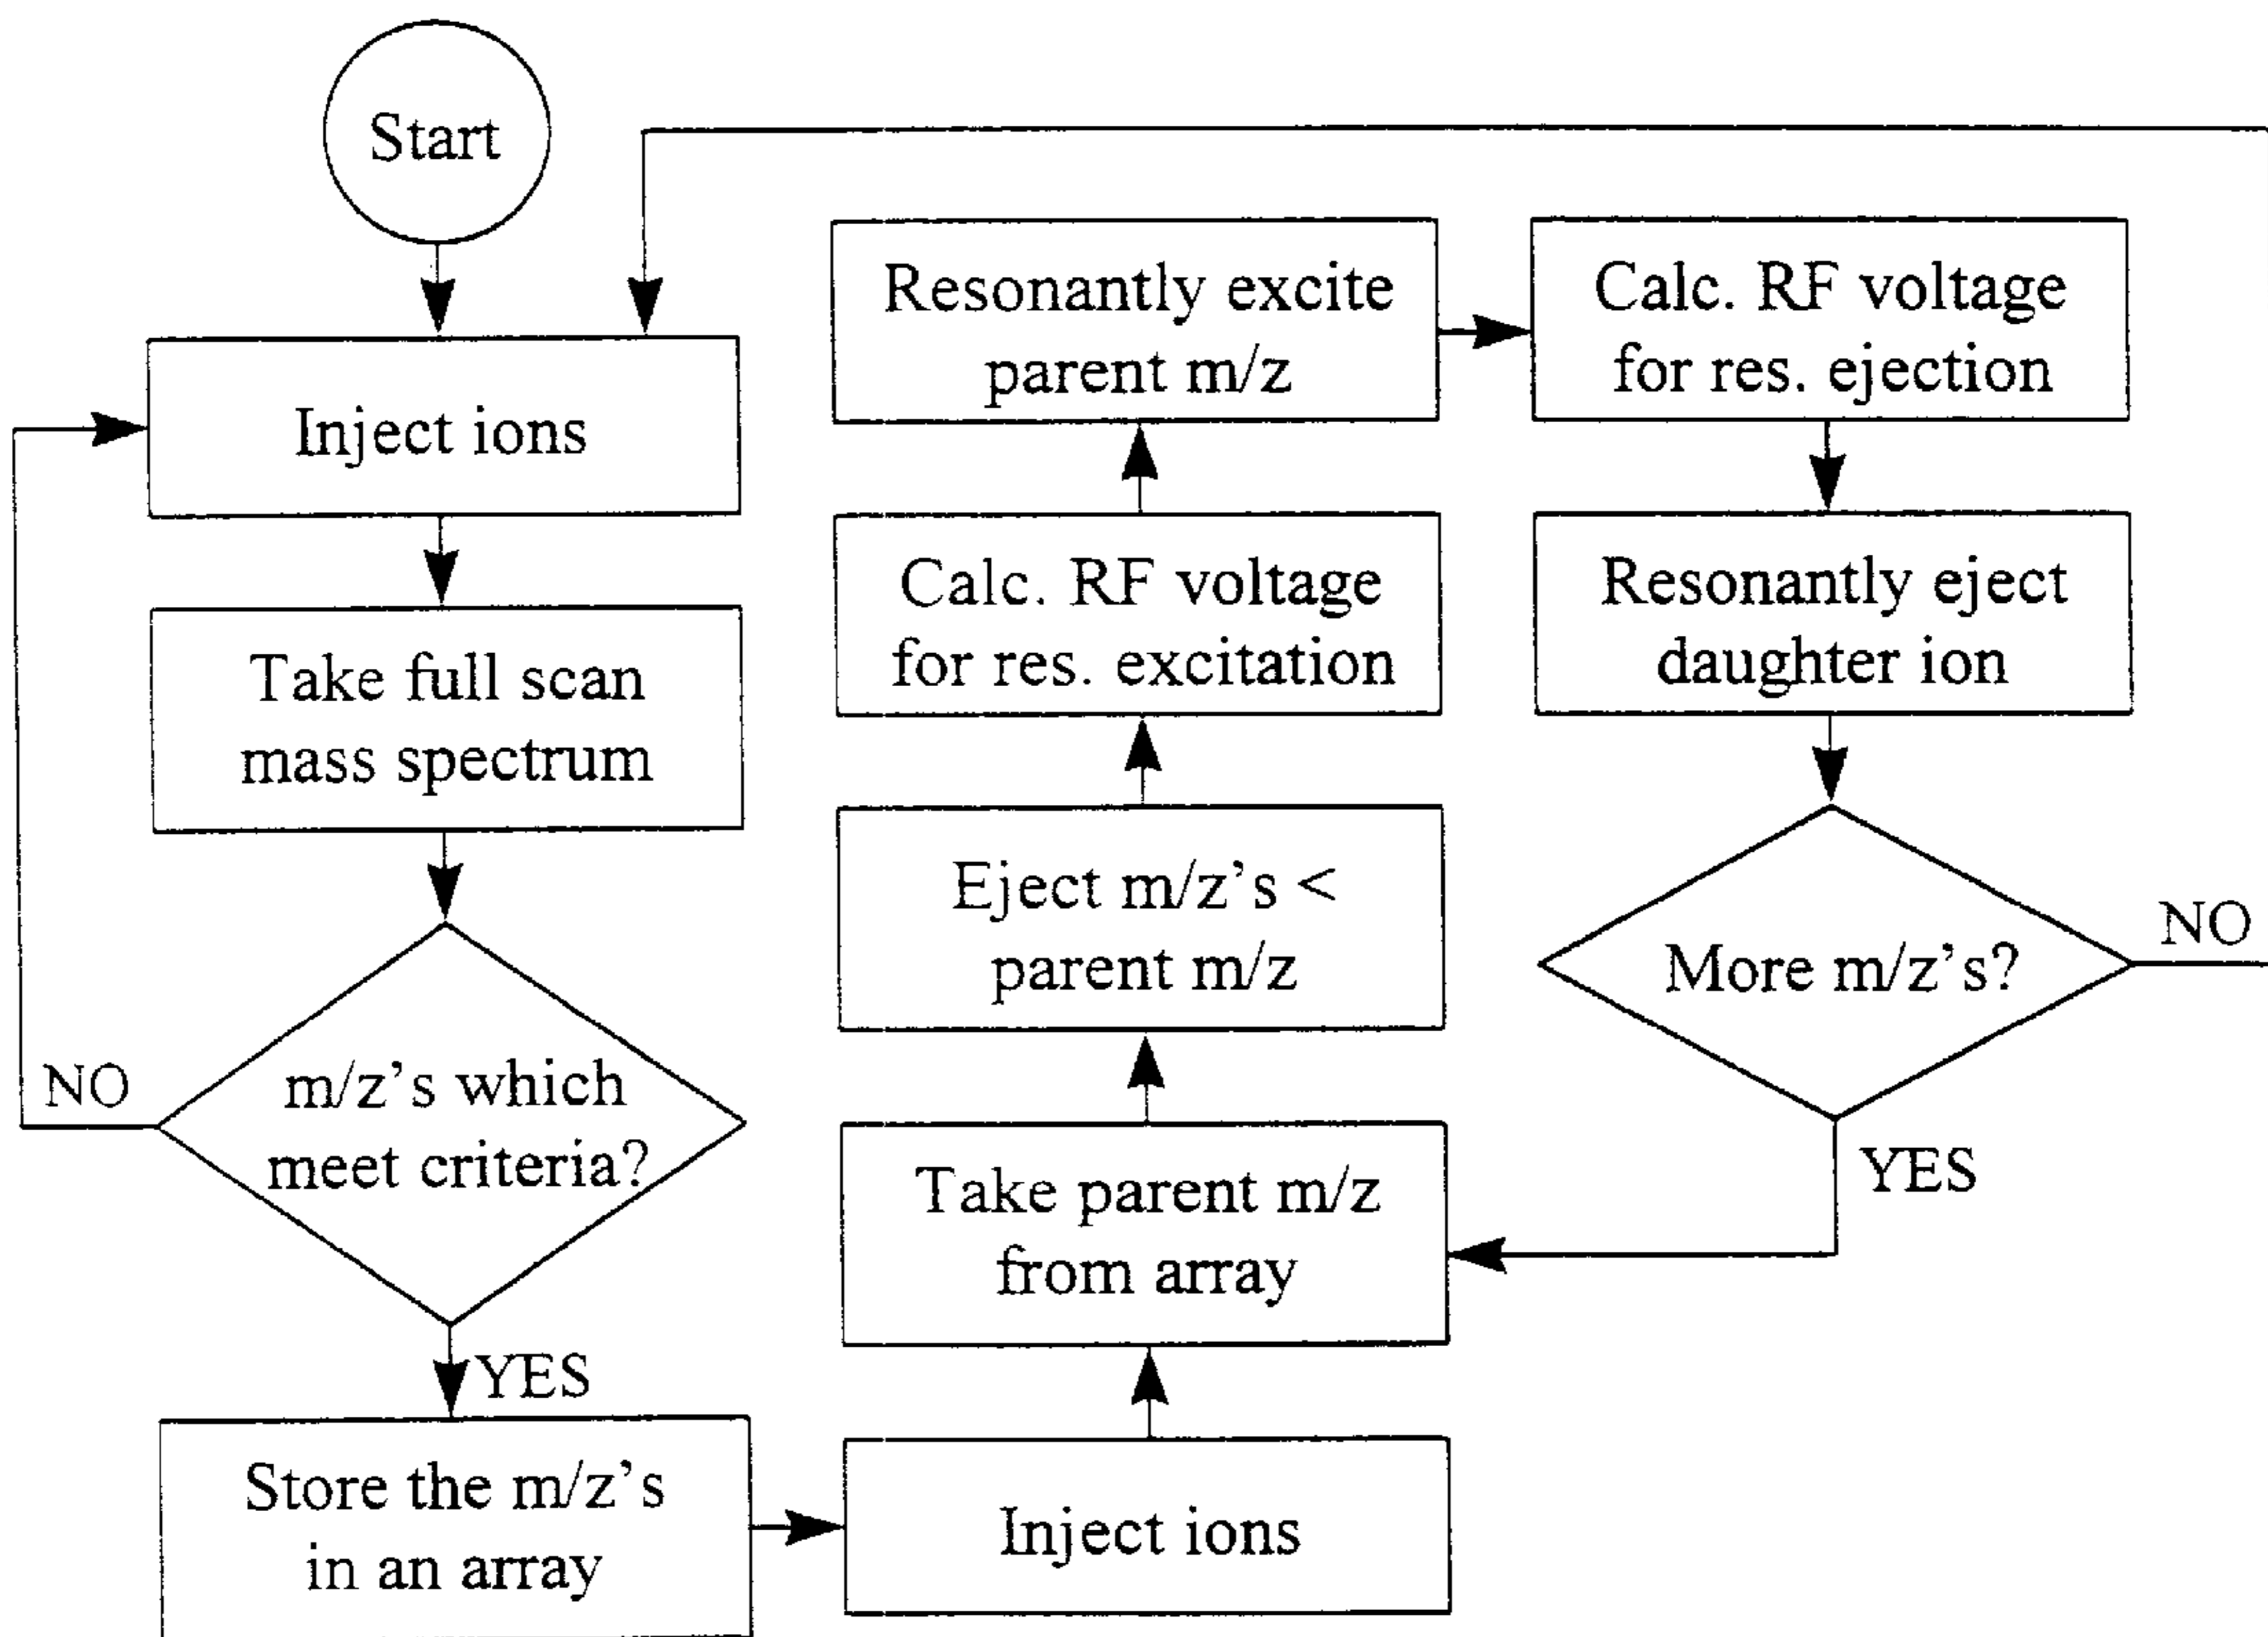 Start
Inject ions
Take full scan
mass spectrum
m/z's which
meet criteria?
NO
YES
Store the m/z's
in an array
Inject ions
Take parent m/z
from array
Eject m/z's <
parent m/z
Calc. RF voltage
for res. excitation
Resonantly excite
parent m/z
Calc. RF voltage
for res. ejection
Resonantly eject
daughter ion
More m/z's?
NO
YES